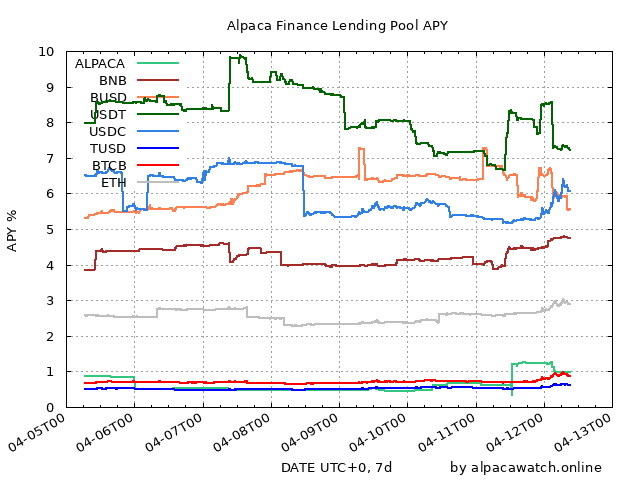 Alpaca Finance Lending Pool APY
10
9
8
7
6
5
4
3
2
1
0
APY %
ALPACA
BNB
BUSD
USDT
USDC
TUSD
BTCB
ETH
04-05T00
04-06T00
04-07T00
04-08T00
04-09T00
04-10T00
04-11T00
04-12T00
04-13T00
DATE UTC+0, 7d
by alpacawatch.online